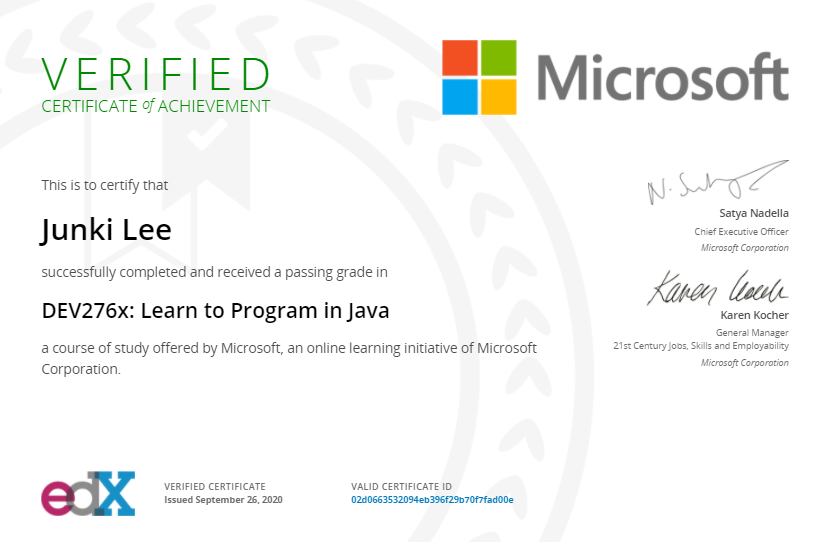 VERIFIED
CERTIFICATE of ACHIEVEMENT
Microsoft
This is to certify that
Junki Lee
successfully completed and received a passing grade in
DEV276x: Learn to Program in Java
a course of study offered by Microsoft, an online learning initiative of Microsoft
Corporation.
N. Satya
Satya Nadella
Chief Executive Officer
Microsoft Corporation
Karen Kocher
Karen Kocher
General Manager
21st Century Jobs, Skills and Employability
Microsoft Corporation
edX
VERIFIED CERTIFICATE
Issued September 26, 2020
VALID CERTIFICATE ID
02d0663532094eb396f29b70f7fad00e